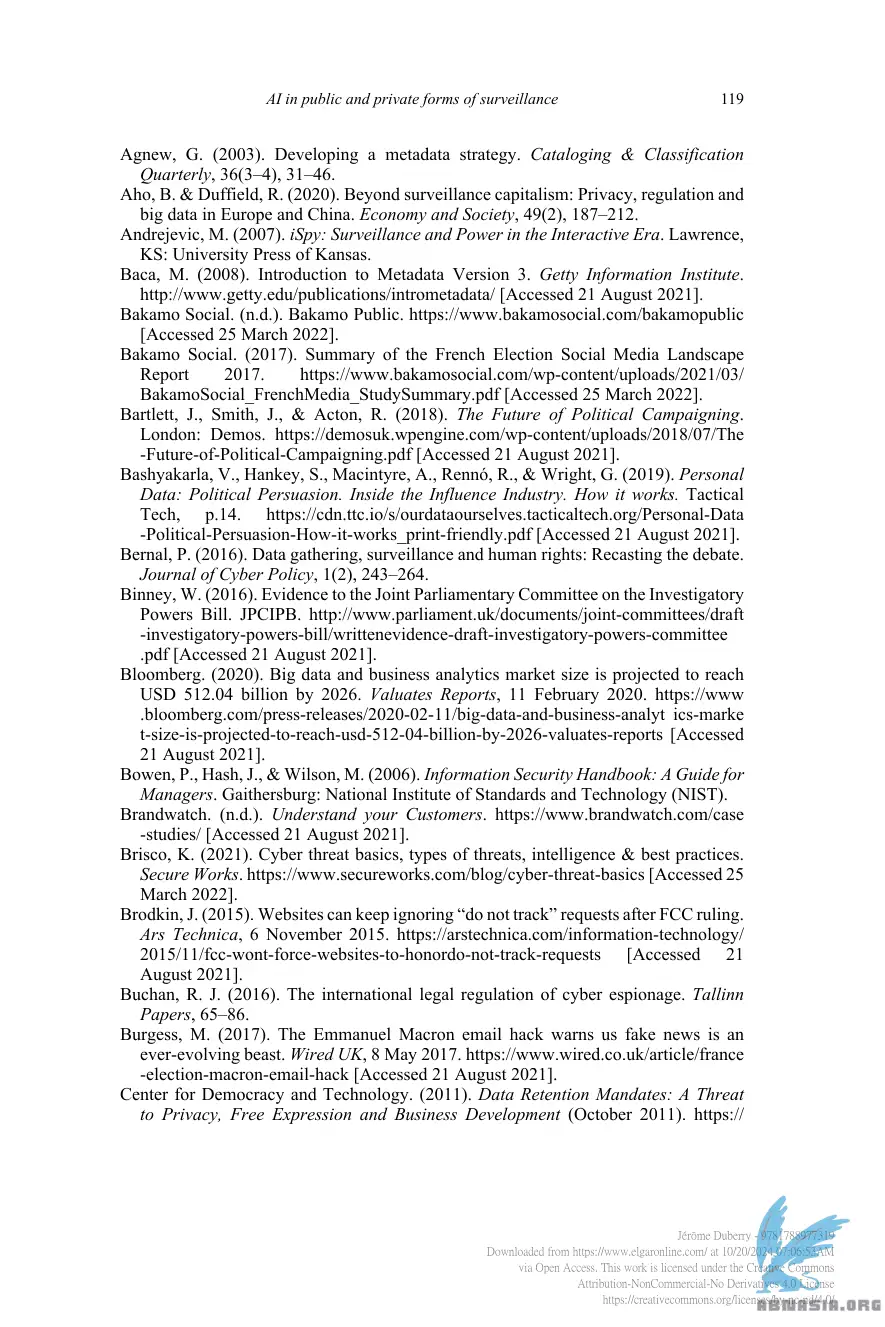 AI in public and private forms of surveillance 119
Agnew, G. (2003). Developing a metadata strategy. Cataloging & Classification
Quarterly, 36(3–4), 31–46.
Aho, B. & Duffield, R. (2020). Beyond surveillance capitalism: Privacy, regulation and
big data in Europe and China. Economy and Society, 49(2), 187–212.
Andrejevic, M. (2007). iSpy: Surveillance and Power in the Interactive Era. Lawrence,
KS: University Press of Kansas.
Baca, M. (2008). Introduction to Metadata Version 3. Getty Information Institute.
http://www.getty.edu/publications/intrometadata/ [Accessed 21 August 2021].
Bakamo Social. (n.d.). Bakamo Public. https://www.bakamosocial.com/bakamopublic
[Accessed 25 March 2022].
Bakamo Social. (2017). Summary of the French Election Social Media Landscape
Report 2017. https://www.bakamosocial.com/wp-content/uploads/2021/03/
BakamoSocial_FrenchMedia_StudySummary.pdf [Accessed 25 March 2022].
Bartlett, J., Smith, J., & Acton, R. (2018). The Future of Political Campaigning.
London: Demos. https://demosuk.wpengine.com/wp-content/uploads/2018/07/The
-Future-of-Political-Campaigning.pdf [Accessed 21 August 2021].
Bashyakarla, V., Hankey, S., Macintyre, A., Rennó, R., & Wright, G. (2019). Personal
Data: Political Persuasion. Inside the Influence Industry. How it works. Tactical
Tech, p.14. https://cdn.ttc.io/s/ourdataourselves.tacticaltech.org/Personal-Data
-Political-Persuasion-How-it-works_print-friendly.pdf [Accessed 21 August 2021].
Bernal, P. (2016). Data gathering, surveillance and human rights: Recasting the debate.
Journal of Cyber Policy, 1(2), 243–264.
Binney, W. (2016). Evidence to the Joint Parliamentary Committee on the Investigatory
Powers Bill. JPCIPB. http://www.parliament.uk/documents/joint-committees/draft
-investigatory-powers-bill/writtenevidence-draft-investigatory-powers-committee
.pdf [Accessed 21 August 2021].
Bloomberg. (2020). Big data and business analytics market size is projected to reach
USD 512.04 billion by 2026. Valuates Reports, 11 February 2020. https://www
.bloomberg.com/press-releases/2020-02-11/big-data-and-business-analyt ics-marke
t-size-is-projected-to-reach-usd-512-04-billion-by-2026-valuates-reports [Accessed
21 August 2021].
Bowen, P., Hash, J., & Wilson, M. (2006). Information Security Handbook: A Guide for
Managers. Gaithersburg: National Institute of Standards and Technology (NIST).
Brandwatch. (n.d.). Understand your Customers. https://www.brandwatch.com/case
-studies/ [Accessed 21 August 2021].
Brisco, K. (2021). Cyber threat basics, types of threats, intelligence & best practices.
Secure Works. https://www.secureworks.com/blog/cyber-threat-basics [Accessed 25
March 2022].
Brodkin, J. (2015). Websites can keep ignoring “do not track” requests after FCC ruling.
Ars Technica, 6 November 2015. https://arstechnica.com/information-technology/
2015/11/fcc-wont-force-websites-to-honordo-not-track-requests [Accessed 21
August 2021].
Buchan, R. J. (2016). The international legal regulation of cyber espionage. Tallinn
Papers, 65–86.
Burgess, M. (2017). The Emmanuel Macron email hack warns us fake news is an
ever-evolving beast. Wired UK, 8 May 2017. https://www.wired.co.uk/article/france
-election-macron-email-hack [Accessed 21 August 2021].
Center for Democracy and Technology. (2011). Data Retention Mandates: A Threat
to Privacy, Free Expression and Business Development (October 2011). https://
Jérôme Duberry - 9781788977319
Downloaded from https://www.elgaronline.com/ at 10/20/2024 07:06:52AM
via Open Access. This work is licensed under the Creative Commons
Attribution-NonCommercial-No Derivatives 4.0 License
https://creativecommons.org/licenses/by-nc-nd/4.0/
ABNASIA.ORG